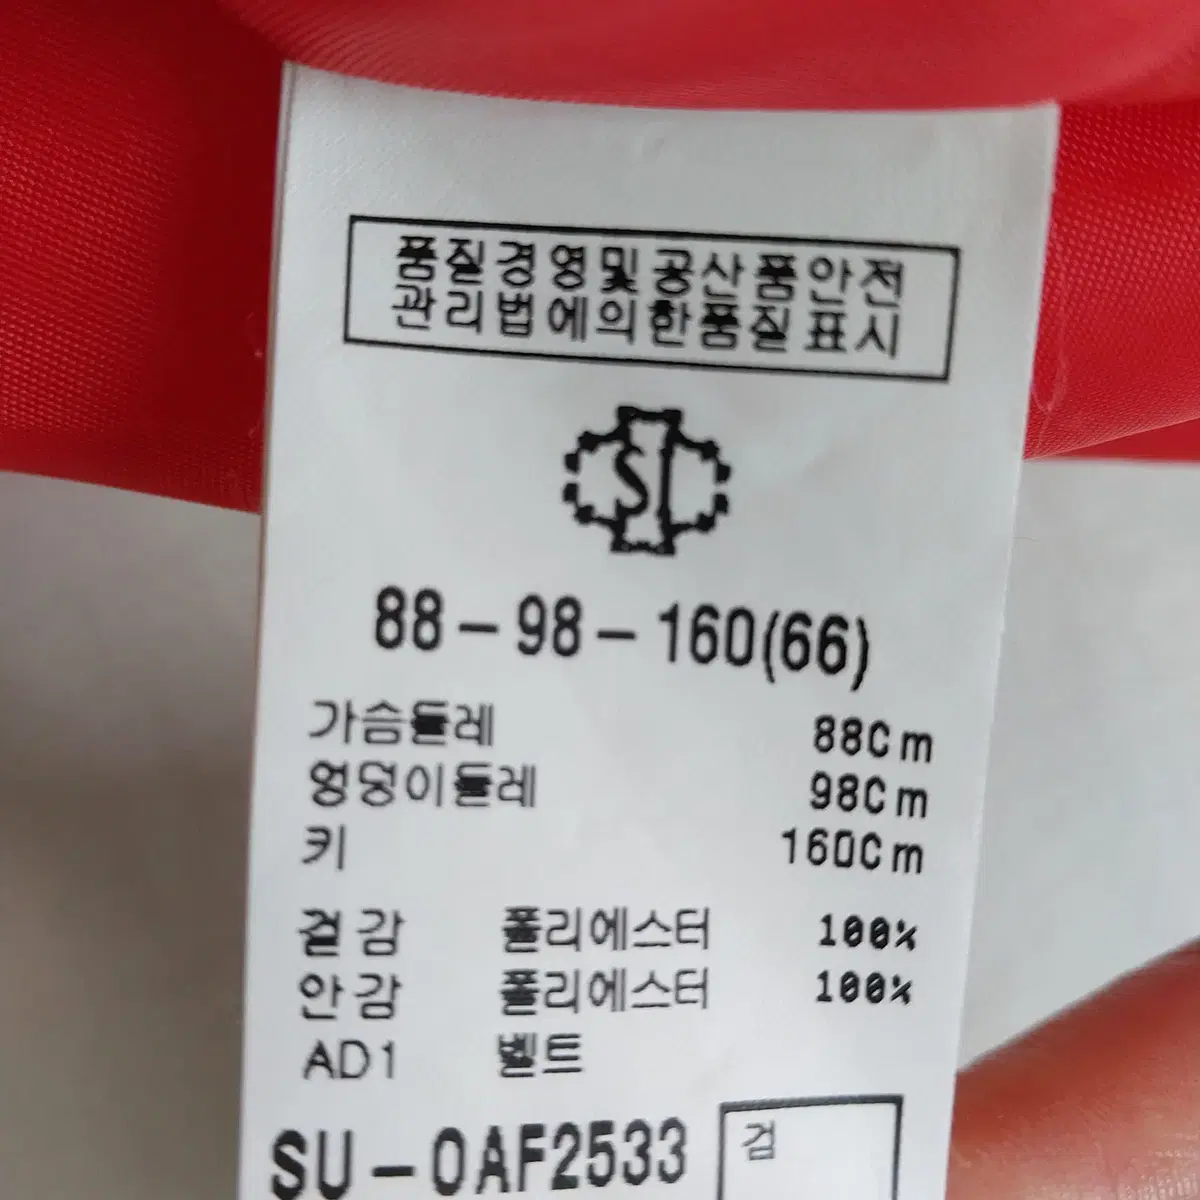 품질경영및공산품안전
관리법에의한품질표시
SI
88-98-160(66)
가슴둘레 88Cm
엉덩이둘레 98Cm
키 160Cm
겉감 폴리에스터 100%
안감 폴리에스터 100%
AD1 벨트
SU-0AF2533 검